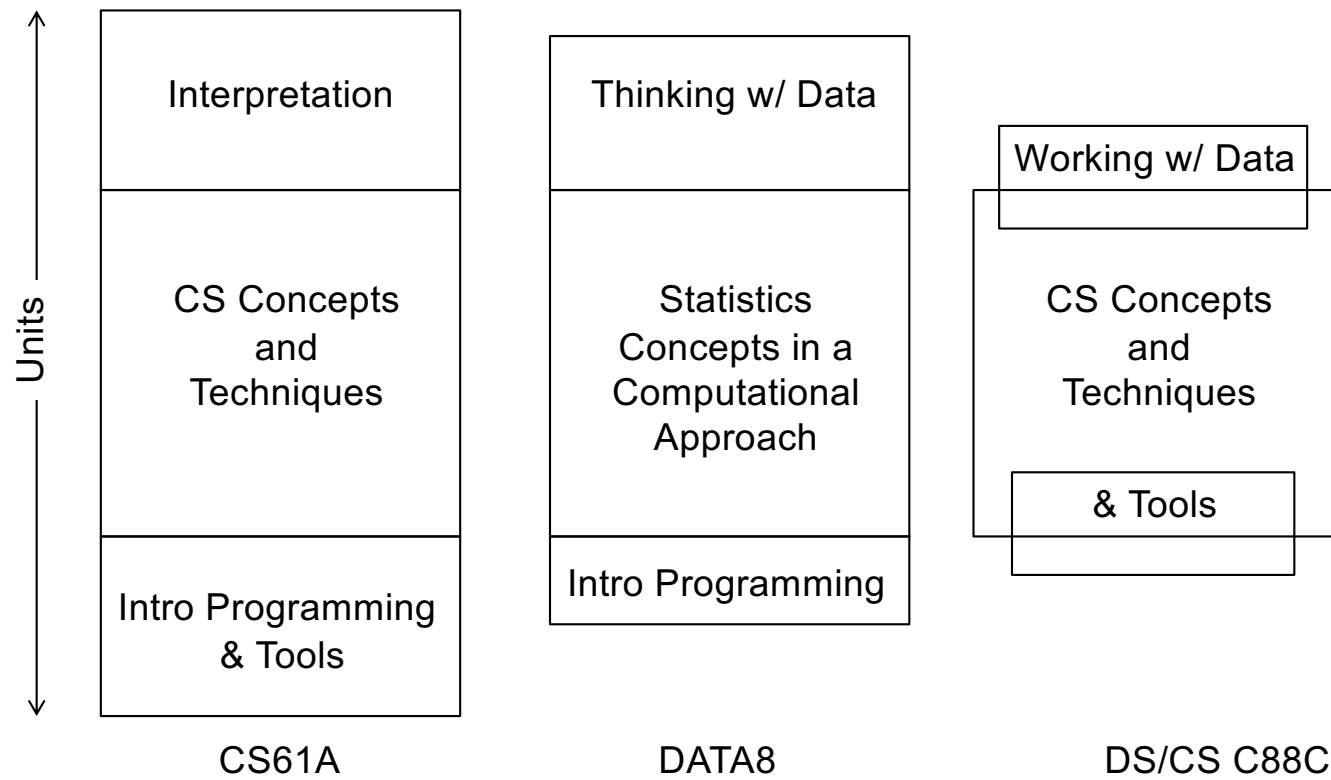 Units
Interpretation
CS Concepts
and
Techniques
Intro Programming
& Tools
CS61A
Thinking w/ Data
Statistics
Concepts in a
Computational
Approach
Intro Programming
DATA8
Working w/ Data
CS Concepts
and
Techniques
& Tools
DS/CS C88C